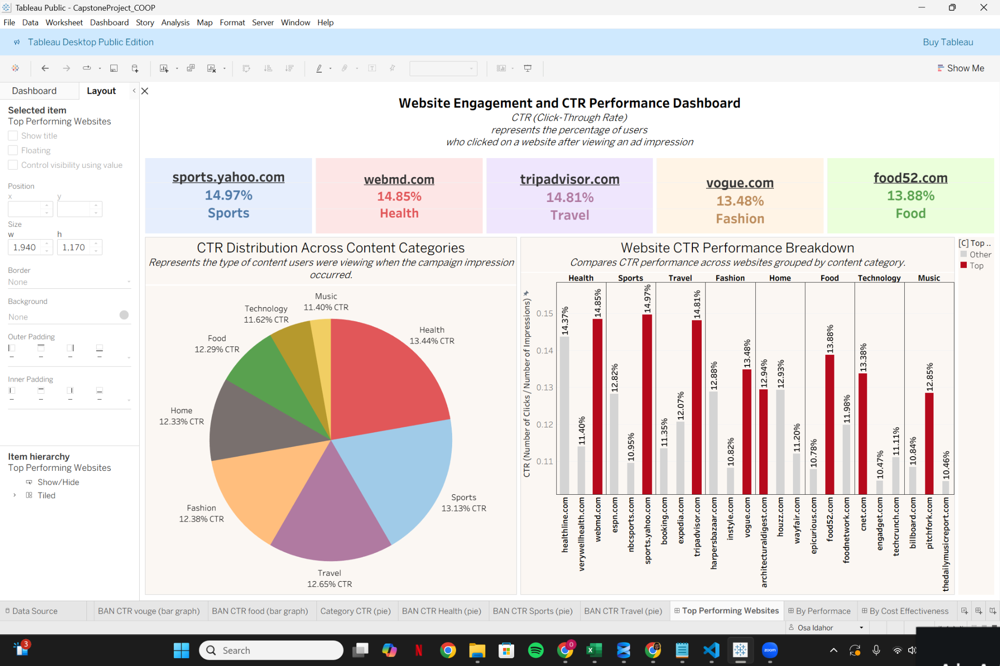 Tableau Public - CapstoneProject_COOP
File Data Worksheet Dashboard Story Analysis Map Format Server Window Help
Tableau Desktop Public Edition
Buy Tableau
Show Me
Dashboard
Layout
Selected item
Top Performing Websites
Show title
Floating
Control visibility using value
Position
x y
Size
w h
1,940 1,170
Border
None
Background
None
Outer Padding
Inner Padding
Item hierarchy
Top Performing Websites
Show/Hide
Tiled
Website Engagement and CTR Performance Dashboard
CTR (Click-Through Rate)
represents the percentage of users
who clicked on a website after viewing an ad impression
sports.yahoo.com
14.97%
Sports
webmd.com
14.85%
Health
tripadvisor.com
14.81%
Travel
vogue.com
13.48%
Fashion
food52.com
13.88%
Food
CTR Distribution Across Content Categories
Represents the type of content users were viewing when the campaign impression
occurred.
Music
11.40% CTR
Technology
11.62% CTR
Health
13.44% CTR
Food
12.29% CTR
Home
12.33% CTR
Sports
13.13% CTR
Fashion
12.38% CTR
Travel
12.65% CTR
Website CTR Performance Breakdown
Compares CTR performance across websites grouped by content category.
Health Sports Travel Fashion Home Food Technology Music
CTR (Number of Clicks / Number of Impressions)
0.15
0.14
0.13
0.12
0.11
14.37%
11.40%
14.85%
12.82%
10.95%
14.97%
11.35%
12.07%
14.81%
12.88%
10.82%
13.48%
12.94%
12.93%
11.20%
10.78%
13.88%
11.98%
13.38%
10.47%
11.11%
10.84%
12.85%
10.46%
healthline.com
verywellhealth.com
webmd.com
espn.com
nbcsports.com
sports.yahoo.com
booking.com
expedia.com
tripadvisor.com
harpersbazaar.com
instyle.com
vogue.com
architecturaldigest.com
houzz.com
wayfair.com
epicurious.com
food52.com
foodnetwork.com
cnet.com
engadget.com
techcrunch.com
billboard.com
pitchfork.com
thedailymusicreport.com
[C] Top ..
Other
Top
Data Source
BAN CTR vouge (bar graph)
BAN CTR food (bar graph)
Category CTR (pie)
BAN CTR Health (pie)
BAN CTR Sports (pie)
BAN CTR Travel (pie)
Top Performing Websites
By Performace
By Cost Effectiveness
Osa Idahor
3
Search
0
zoom